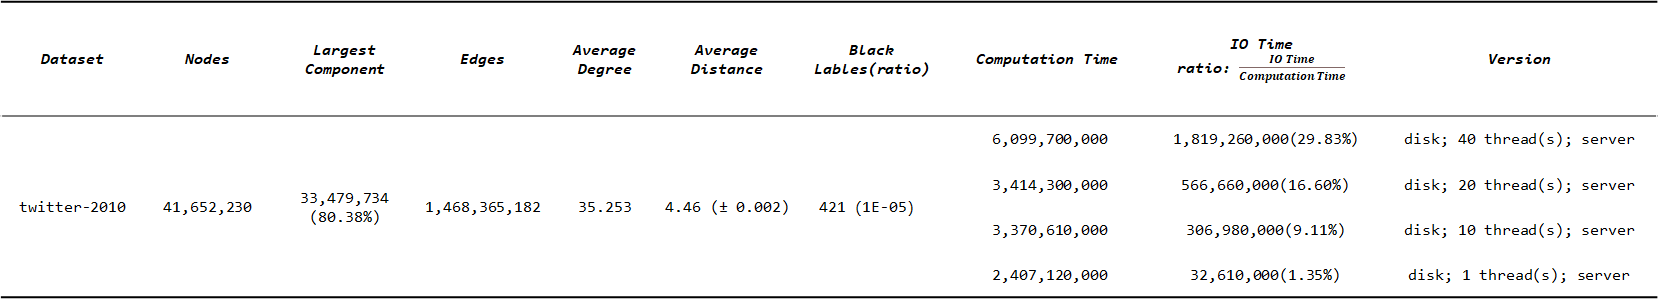 Dataset Nodes Largest Component Edges Average Degree Average Distance Black Lables(ratio) Computation Time IO Time ratio: IO Time / Computation Time Version
6,099,700,000 1,819,260,000(29.83%) disk; 40 thread(s); server
3,414,300,000 566,660,000(16.60%) disk; 20 thread(s); server
twitter-2010 41,652,230 33,479,734 (80.38%) 1,468,365,182 35.253 4.46 (± 0.002) 421 (1E-05)
3,370,610,000 306,980,000(9.11%) disk; 10 thread(s); server
2,407,120,000 32,610,000(1.35%) disk; 1 thread(s); server